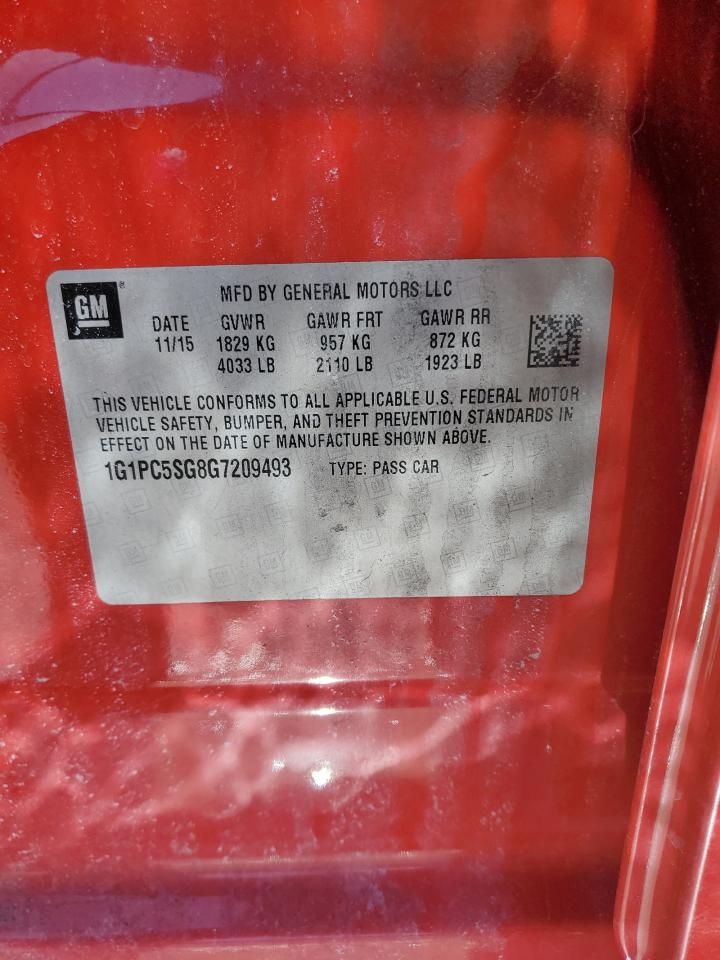 GM ®
MFD BY GENERAL MOTORS LLC
DATE GVWR GAWR FRT GAWR RR
11/15 1829 KG 957 KG 872 KG
4033 LB 2110 LB 1923 LB
THIS VEHICLE CONFORMS TO ALL APPLICABLE U.S. FEDERAL MOTOR
VEHICLE SAFETY, BUMPER, AND THEFT PREVENTION STANDARDS IN
EFFECT ON THE DATE OF MANUFACTURE SHOWN ABOVE.
1G1PC5SG8G7209493 TYPE: PASS CAR